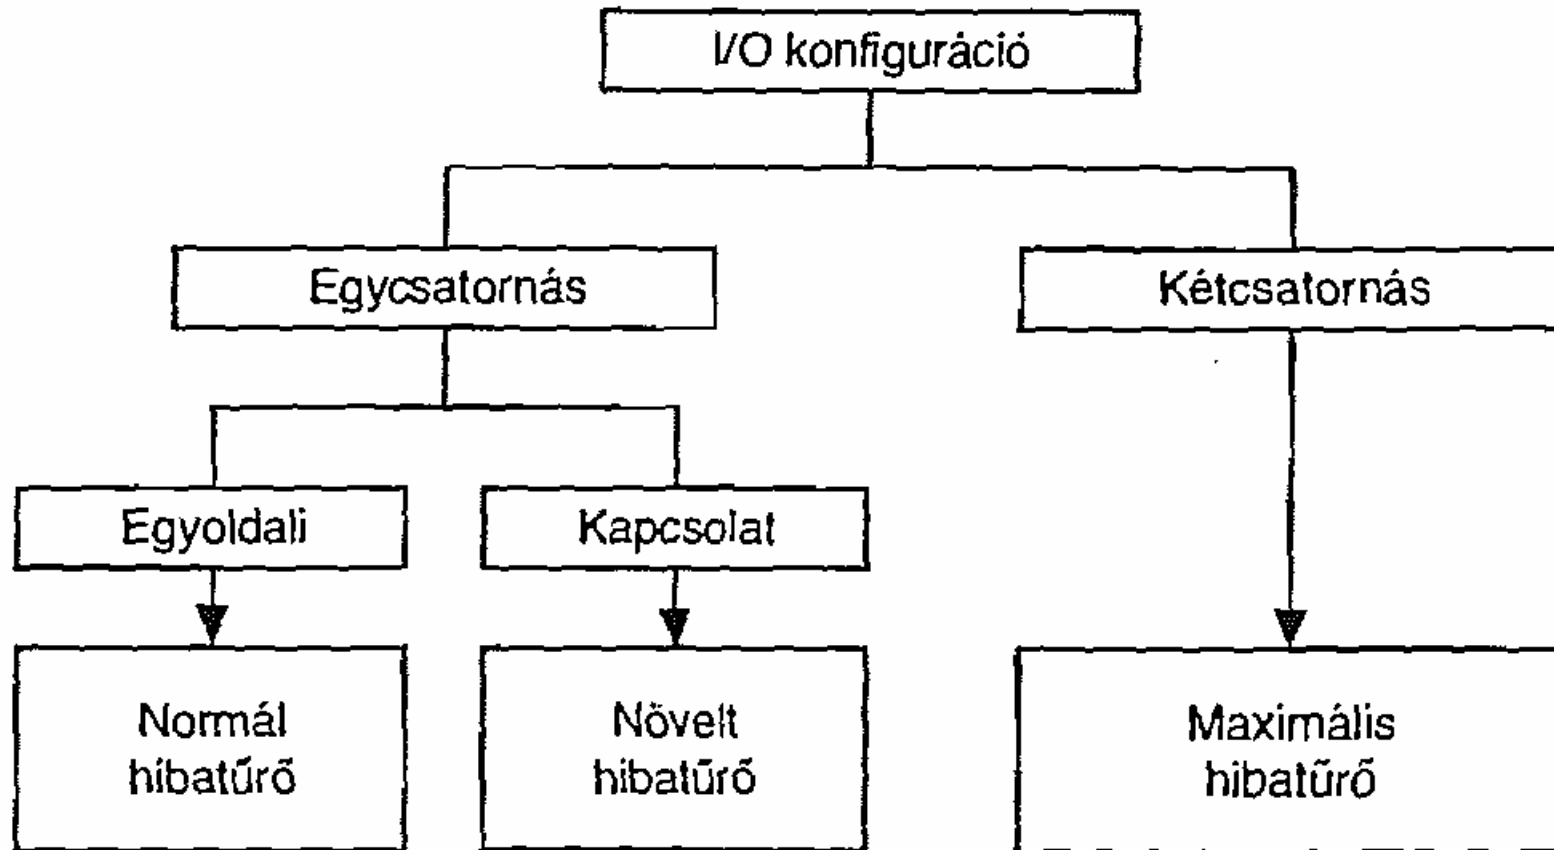 I/O konfiguráció
Egycsatornás
Kétcsatornás
Egyoldali
Kapcsolat
Normál
hibatűrő
Növelt
hibatűrő
Maximális
hibatűrő